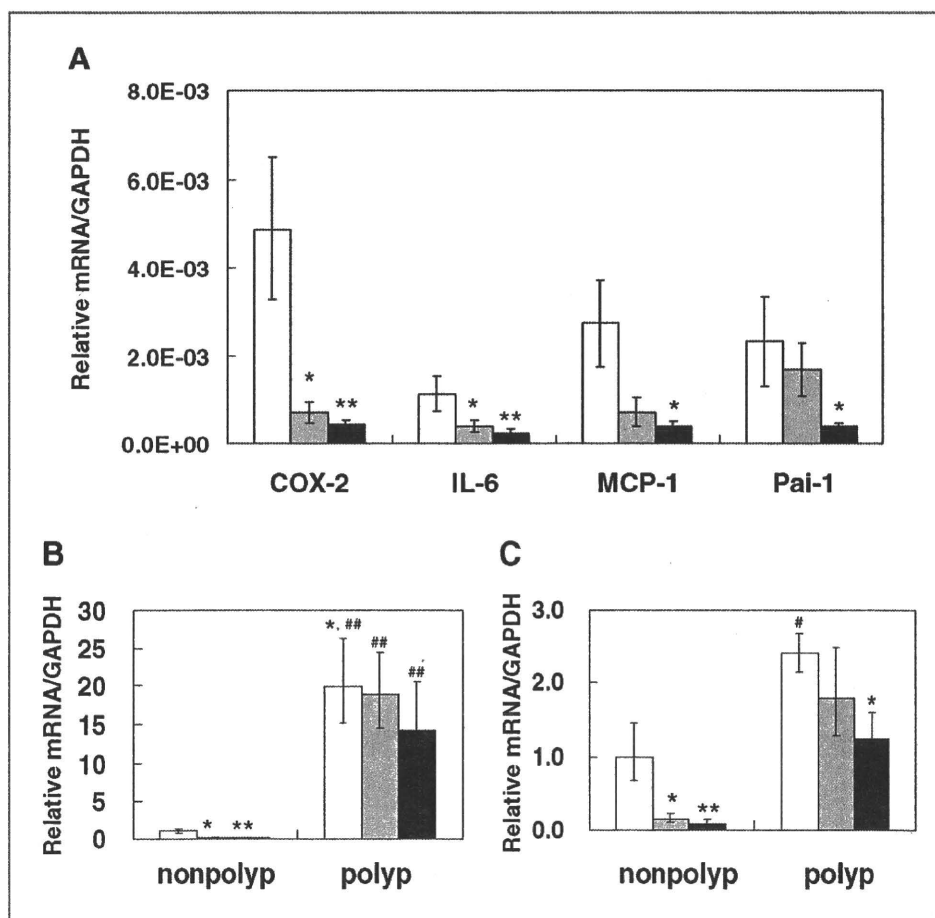 A
8.0E-03
6.0E-03
4.0E-03
2.0E-03
0.0E+00
Relative mRNA/GAPDH
* ** * ** * *
COX-2 IL-6 MCP-1 Pai-1
B
30
25
20
15
10
5
0
Relative mRNA/GAPDH
* ** *, ## ## ##
nonpolyp polyp
C
3.0
2.0
1.0
0.0
Relative mRNA/GAPDH
* ** # *
nonpolyp polyp